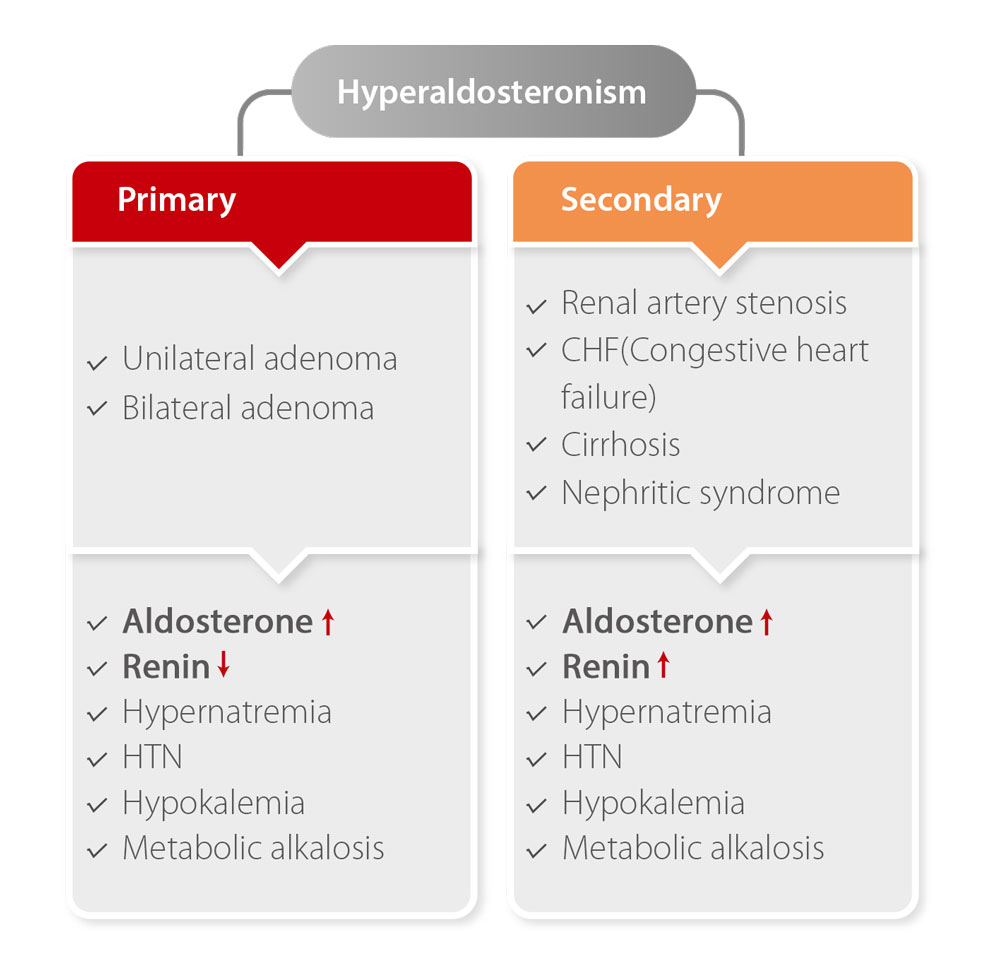 Hyperaldosteronism
Primary
Unilateral adenoma
Bilateral adenoma
Aldosterone ↑
Renin ↓
Hypernatremia
HTN
Hypokalemia
Metabolic alkalosis
Secondary
Renal artery stenosis
CHF(Congestive heart
failure)
Cirrhosis
Nephritic syndrome
Aldosterone ↑
Renin ↑
Hypernatremia
HTN
Hypokalemia
Metabolic alkalosis